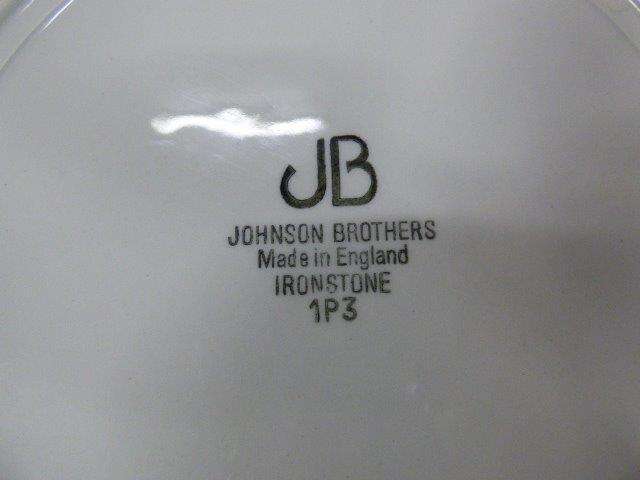 JB
JOHNSON BROTHERS
Made in England
IRONSTONE
1P3